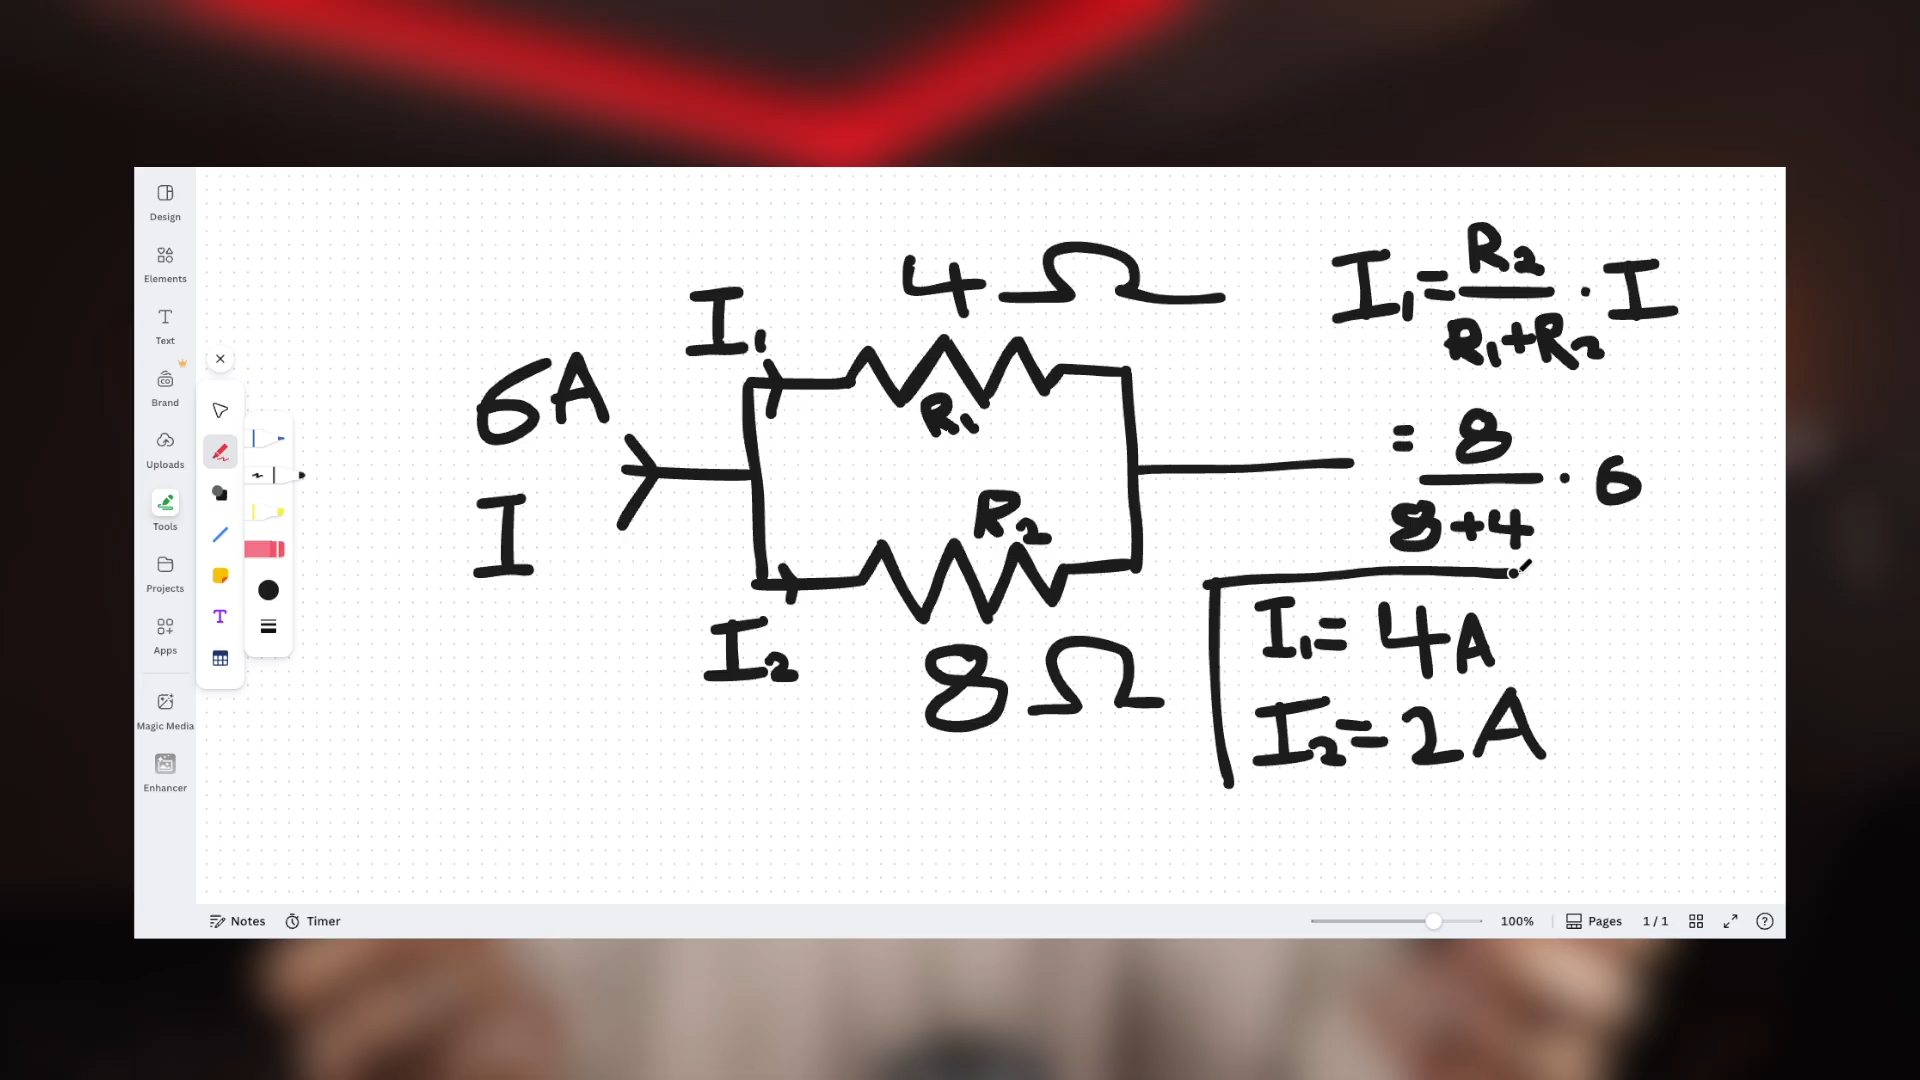 Design
Elements
Text
Brand
Uploads
Tools
Projects
Apps
Magic Media
Enhancer
T
6A
I
I₁
4Ω
R₁
R₂
I₂
8Ω
I₁ = R₂ / (R₁+R₂) · I
= 8 / (8+4) · 6
I₁ = 4A
I₂ = 2A
Notes
Timer
100%
Pages
1 / 1